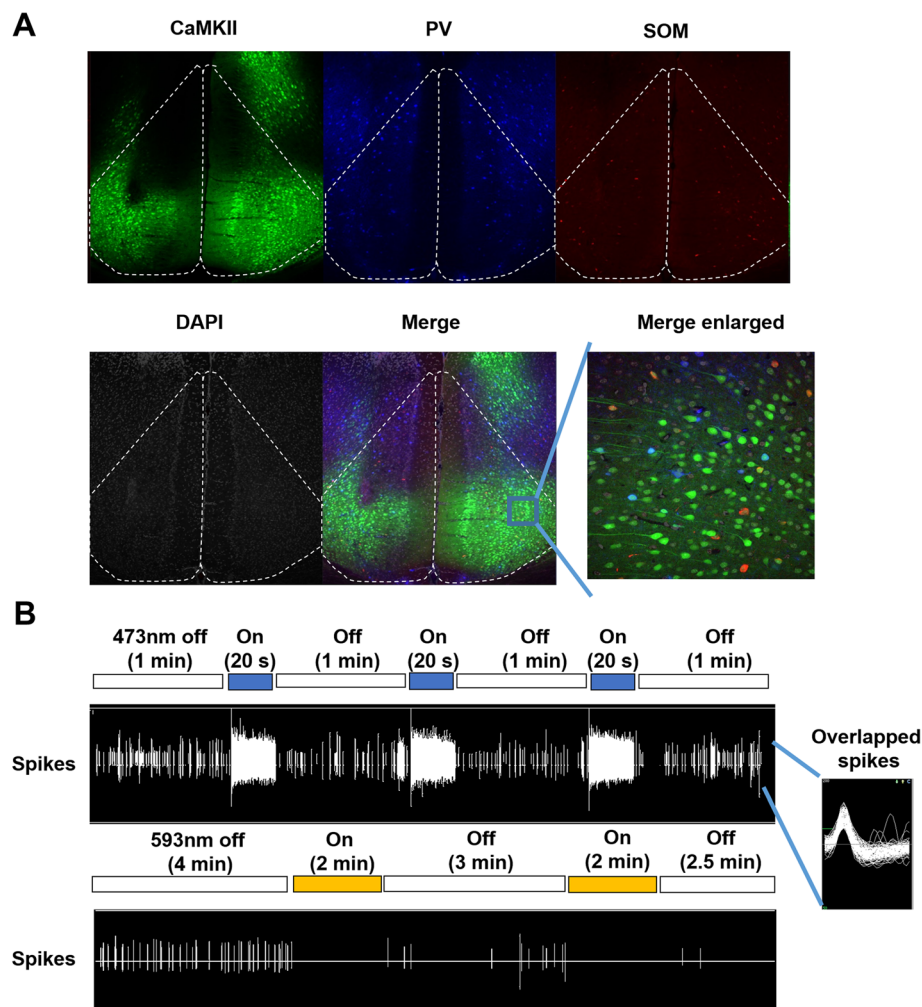 A
CaMKII
PV
SOM
DAPI
Merge
Merge enlarged
B
473nm off
(1 min)
On
(20 s)
Off
(1 min)
On
(20 s)
Off
(1 min)
On
(20 s)
Off
(1 min)
Spikes
Overlapped
spikes
593nm off
(4 min)
On
(2 min)
Off
(3 min)
On
(2 min)
Off
(2.5 min)
Spikes